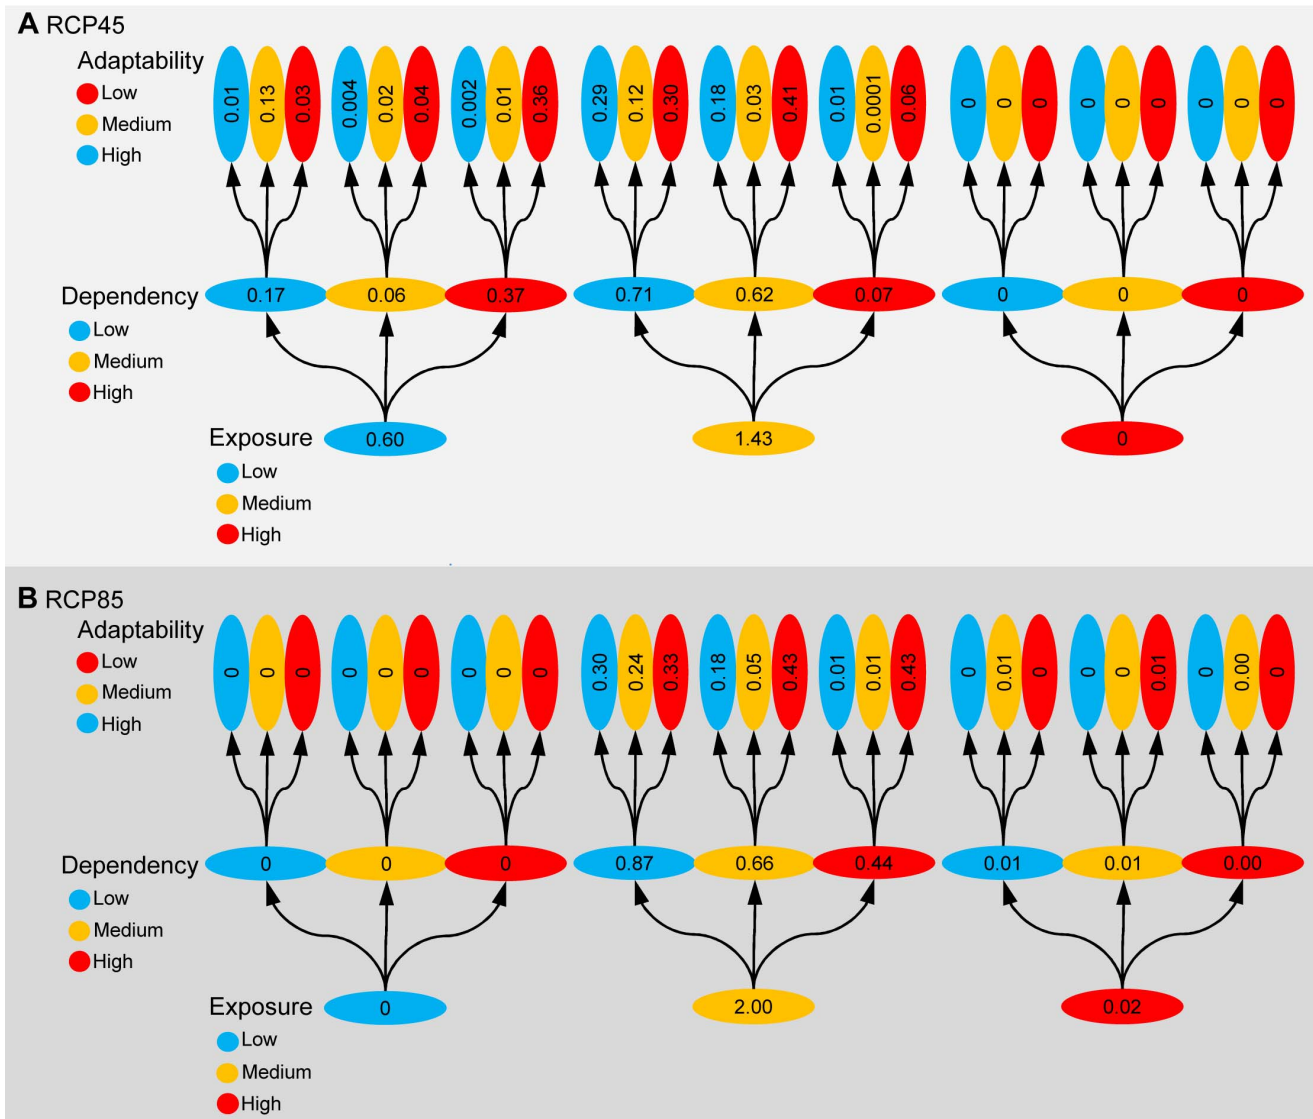 A RCP45
Adaptability
Low
Medium
High
0.01 0.13 0.03 0.004 0.02 0.04 0.002 0.01 0.36 0.29 0.12 0.30 0.18 0.03 0.41 0.01 0.0001 0.06 0 0 0 0 0 0 0 0 0
Dependency 0.17 0.06 0.37 0.71 0.62 0.07 0 0 0
Low
Medium
High
Exposure 0.60 1.43 0
Low
Medium
High
B RCP85
Adaptability
Low
Medium
High
0 0 0 0 0 0 0 0 0 0.30 0.24 0.33 0.18 0.05 0.43 0.01 0.01 0.43 0 0.01 0 0 0 0.01 0 0.00 0
Dependency 0 0 0 0.87 0.66 0.44 0.01 0.01 0.00
Low
Medium
High
Exposure 0 2.00 0.02
Low
Medium
High